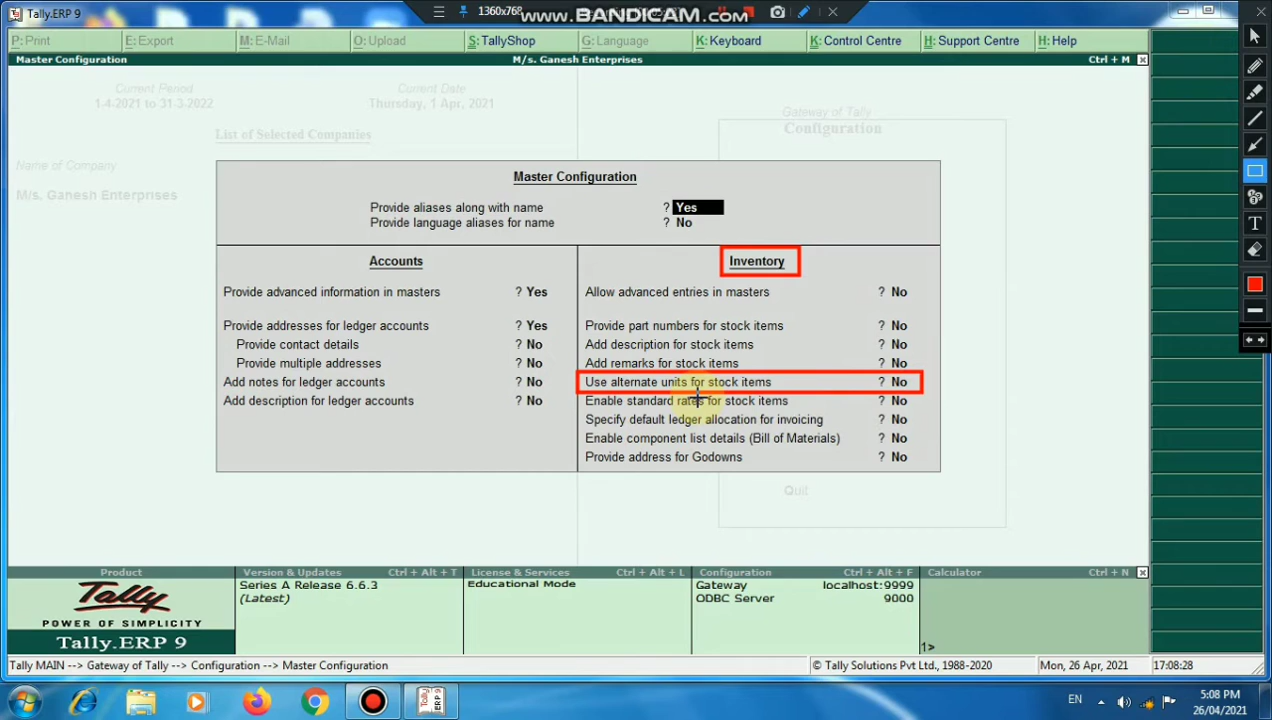 Tally.ERP 9
1360x768
www.BANDICAM.com
P: Print
E: Export
M: E-Mail
O: Upload
S: TallyShop
G: Language
K: Keyboard
K: Control Centre
H: Support Centre
H: Help
Master Configuration
M/s. Ganesh Enterprises
Ctrl + M
Current Period
1-4-2021 to 31-3-2022
Current Date
Thursday, 1 Apr, 2021
List of Selected Companies
Name of Company
M/s. Ganesh Enterprises
Gateway of Tally
Configuration
Master Configuration
Provide aliases along with name ? Yes
Provide language aliases for name ? No
Accounts
Provide advanced information in masters ? Yes
Provide addresses for ledger accounts ? Yes
Provide contact details ? No
Provide multiple addresses ? No
Add notes for ledger accounts ? No
Add description for ledger accounts ? No
Inventory
Allow advanced entries in masters ? No
Provide part numbers for stock items ? No
Add description for stock items ? No
Add remarks for stock items ? No
Use alternate units for stock items ? No
Enable standard rates for stock items ? No
Specify default ledger allocation for invoicing ? No
Enable component list details (Bill of Materials) ? No
Provide address for Godowns ? No
Quit
Product
Tally
POWER OF SIMPLICITY
Tally.ERP 9
Version & Updates Ctrl + Alt + T
Series A Release 6.6.3
(Latest)
License & Services Ctrl + Alt + L
Educational Mode
Configuration Ctrl + Alt + F
Gateway localhost:9999
ODBC Server 9000
Calculator Ctrl + N
1>
Tally MAIN --> Gateway of Tally --> Configuration --> Master Configuration
© Tally Solutions Pvt Ltd., 1988-2020
Mon, 26 Apr, 2021
17:08:28
EN
5:08 PM
26/04/2021